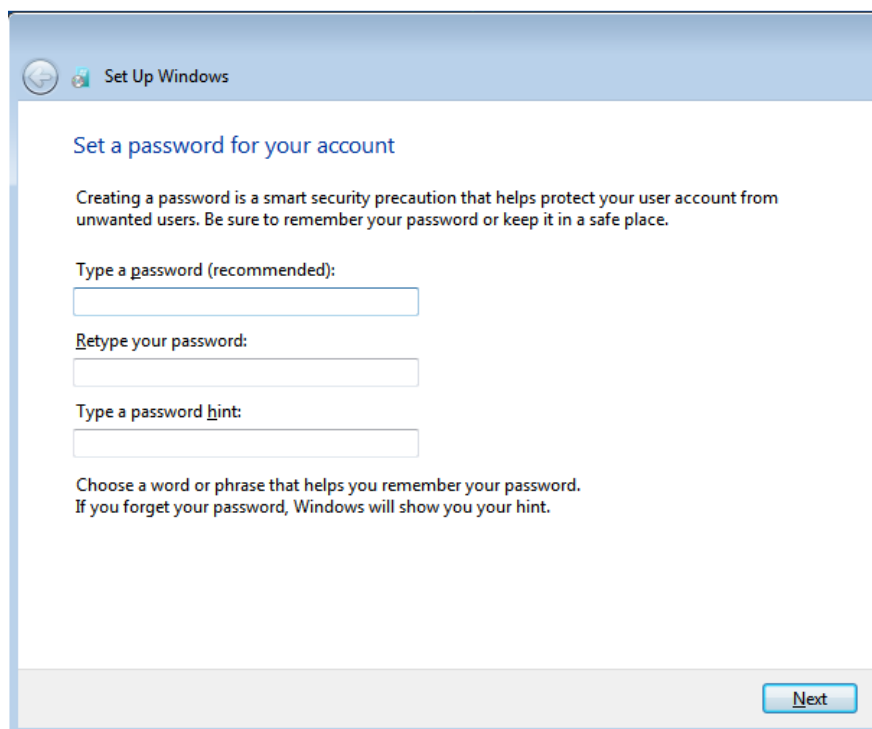 Set Up Windows
Set a password for your account
Creating a password is a smart security precaution that helps protect your user account from
unwanted users. Be sure to remember your password or keep it in a safe place.
Type a password (recommended):
Retype your password:
Type a password hint:
Choose a word or phrase that helps you remember your password.
If you forget your password, Windows will show you your hint.
Next